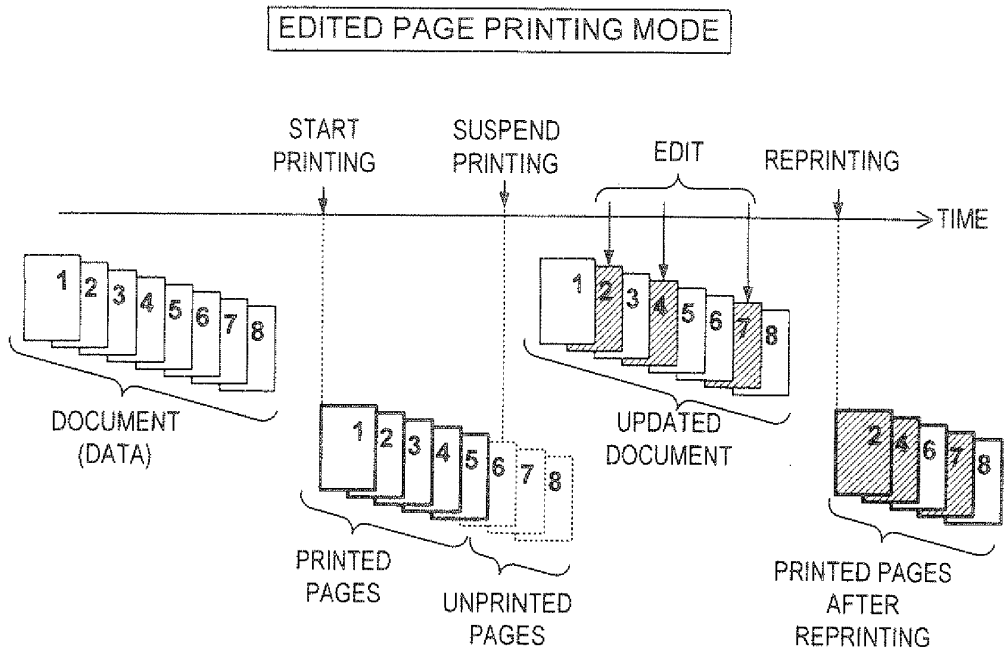 EDITED PAGE PRINTING MODE
START
PRINTING
SUSPEND
PRINTING
EDIT
REPRINTING
TIME
1 2 3 4 5 6 7 8
DOCUMENT
(DATA)
1 2 3 4 5 6 7 8
PRINTED
PAGES
UNPRINTED
PAGES
1 2 3 4 5 6 7 8
UPDATED
DOCUMENT
2 4 6 7 8
PRINTED PAGES
AFTER
REPRINTING